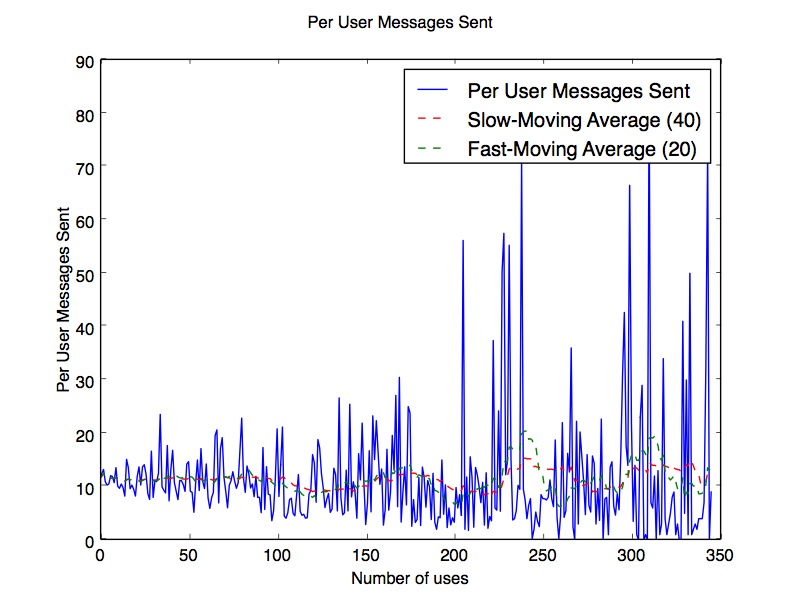 Per User Messages Sent
90
80
70
60
50
40
30
20
10
0
Per User Messages Sent
Per User Messages Sent
Slow-Moving Average (40)
Fast-Moving Average (20)
0 50 100 150 200 250 300 350
Number of uses